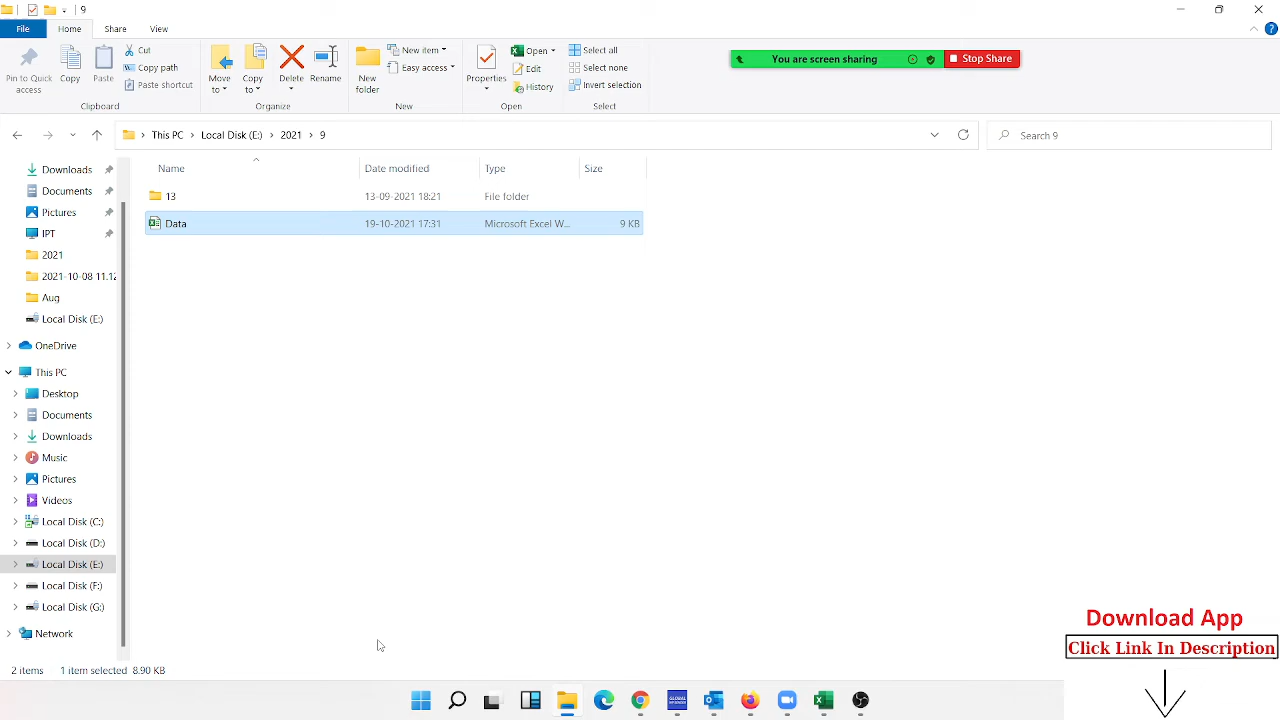 9
File Home Share View
Pin to Quick access
Copy
Paste
Cut
Copy path
Paste shortcut
Clipboard
Move to
Copy to
Delete
Rename
Organize
New folder
New item
Easy access
New
Properties
Open
Edit
History
Open
Select all
Select none
Invert selection
Select
You are screen sharing
Stop Share
This PC > Local Disk (E:) > 2021 > 9
Search 9
Name Date modified Type Size
13 13-09-2021 18:21 File folder
Data 19-10-2021 17:31 Microsoft Excel W... 9 KB
Downloads
Documents
Pictures
IPT
2021
2021-10-08 11.12
Aug
Local Disk (E:)
OneDrive
This PC
Desktop
Documents
Downloads
Music
Pictures
Videos
Local Disk (C:)
Local Disk (D:)
Local Disk (E:)
Local Disk (F:)
Local Disk (G:)
Network
2 items 1 item selected 8.90 KB
Download App
Click Link In Description